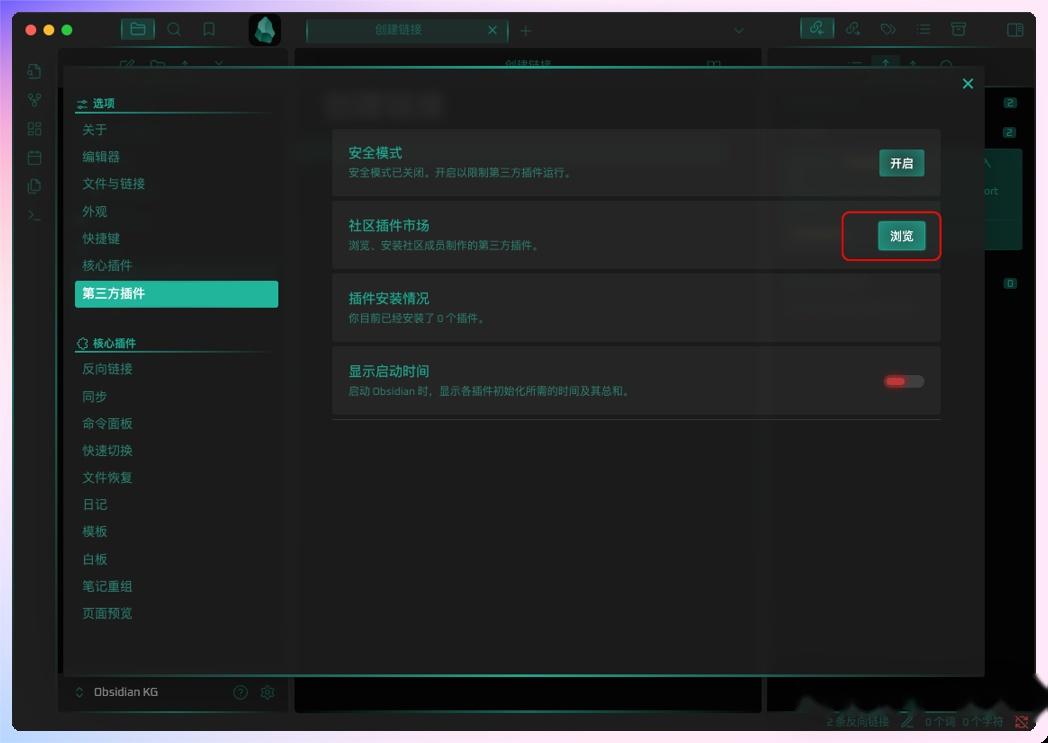 创建链接
创建链接
选项
关于
编辑器
文件与链接
外观
快捷键
核心插件
第三方插件
核心插件
反向链接
同步
命令面板
快速切换
文件恢复
日记
模板
白板
笔记重组
页面预览
安全模式
安全模式已关闭。开启以限制第三方插件运行。
开启
社区插件市场
浏览、安装社区成员制作的第三方插件。
浏览
插件安装情况
你目前已经安装了 0 个插件。
显示启动时间
启动 Obsidian 时，显示各插件初始化所需的时间及其总和。
2
2
ort
0
Obsidian KG
2 条反向链接
0 个词
0 个字符